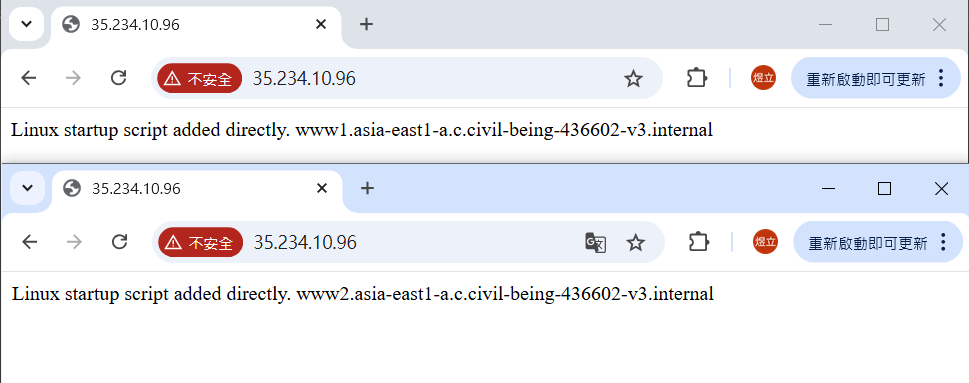 35.234.10.96
不安全 35.234.10.96 煜立 重新啟動即可更新
Linux startup script added directly. www1.asia-east1-a.c.civil-being-436602-v3.internal
35.234.10.96
不安全 35.234.10.96 煜立 重新啟動即可更新
Linux startup script added directly. www2.asia-east1-a.c.civil-being-436602-v3.internal